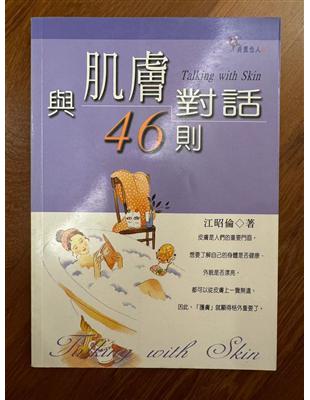 Talking with Skin
與肌膚對話
46則
江昭倫◇著
皮膚是人們的重要門面，
想要了解自己的身體是否健康、
外貌是否漂亮，
都可以從皮膚上一覽無遺。
因此，「護膚」就顯得格外重要了。
Talking with Skin